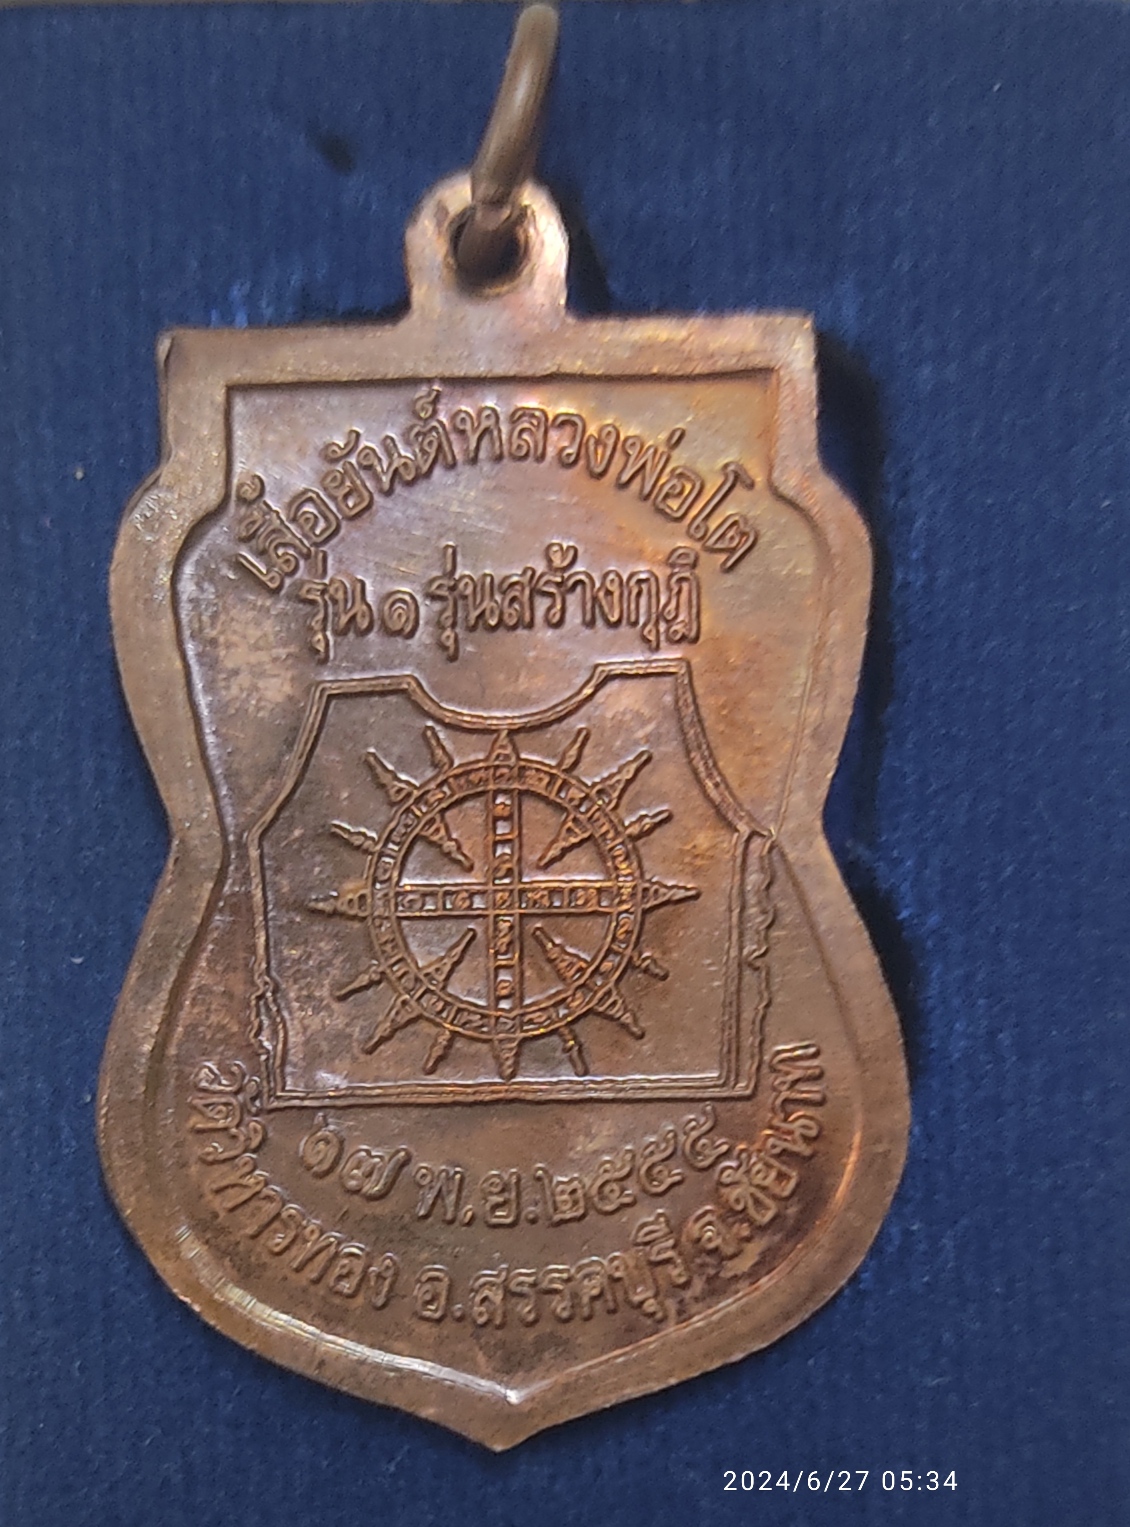 เสื้อยันต์หลวงพ่อโต
รุ่น ๑ รุ่นสร้างกุฏิ
๑๗ พ.ย.๒๕๕๕
วัดวิหารทอง อ.สรรคบุรี จ.ชัยนาท
2024/6/27 05:34